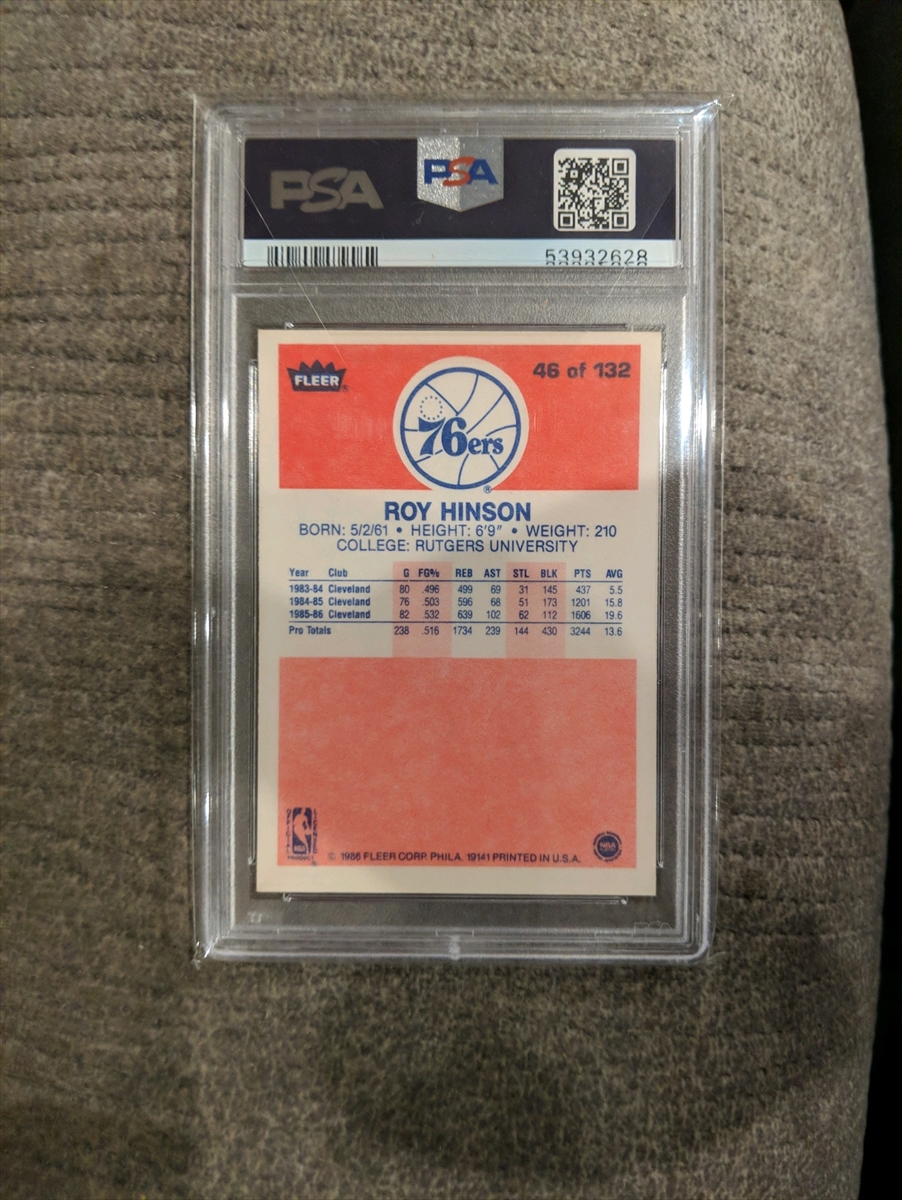 PSA
PSA
53932628
FLEER
46 of 132
76ers
ROY HINSON
BORN: 5/2/61 • HEIGHT: 6'9" • WEIGHT: 210
COLLEGE: RUTGERS UNIVERSITY
Year Club G FG% REB AST STL BLK PTS AVG
1983-84 Cleveland 80 .496 499 69 31 145 437 5.5
1984-85 Cleveland 76 .503 596 68 51 173 1201 15.8
1985-86 Cleveland 82 .532 639 102 62 112 1606 19.6
Pro Totals 238 .516 1734 239 144 430 3244 13.6
NBA
PRODUCT
© 1986 FLEER CORP. PHILA. 19141 PRINTED IN U.S.A.
NBA